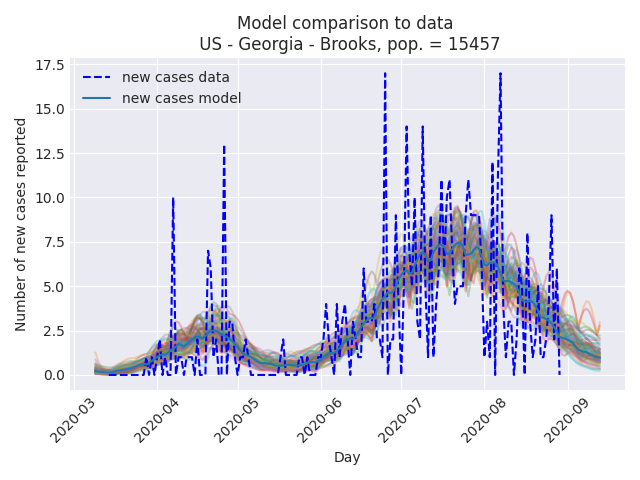 Model comparison to data
US - Georgia - Brooks, pop. = 15457
new cases data
new cases model
Number of new cases reported
17.5
15.0
12.5
10.0
7.5
5.0
2.5
0.0
2020-03
2020-04
2020-05
2020-06
2020-07
2020-08
2020-09
Day